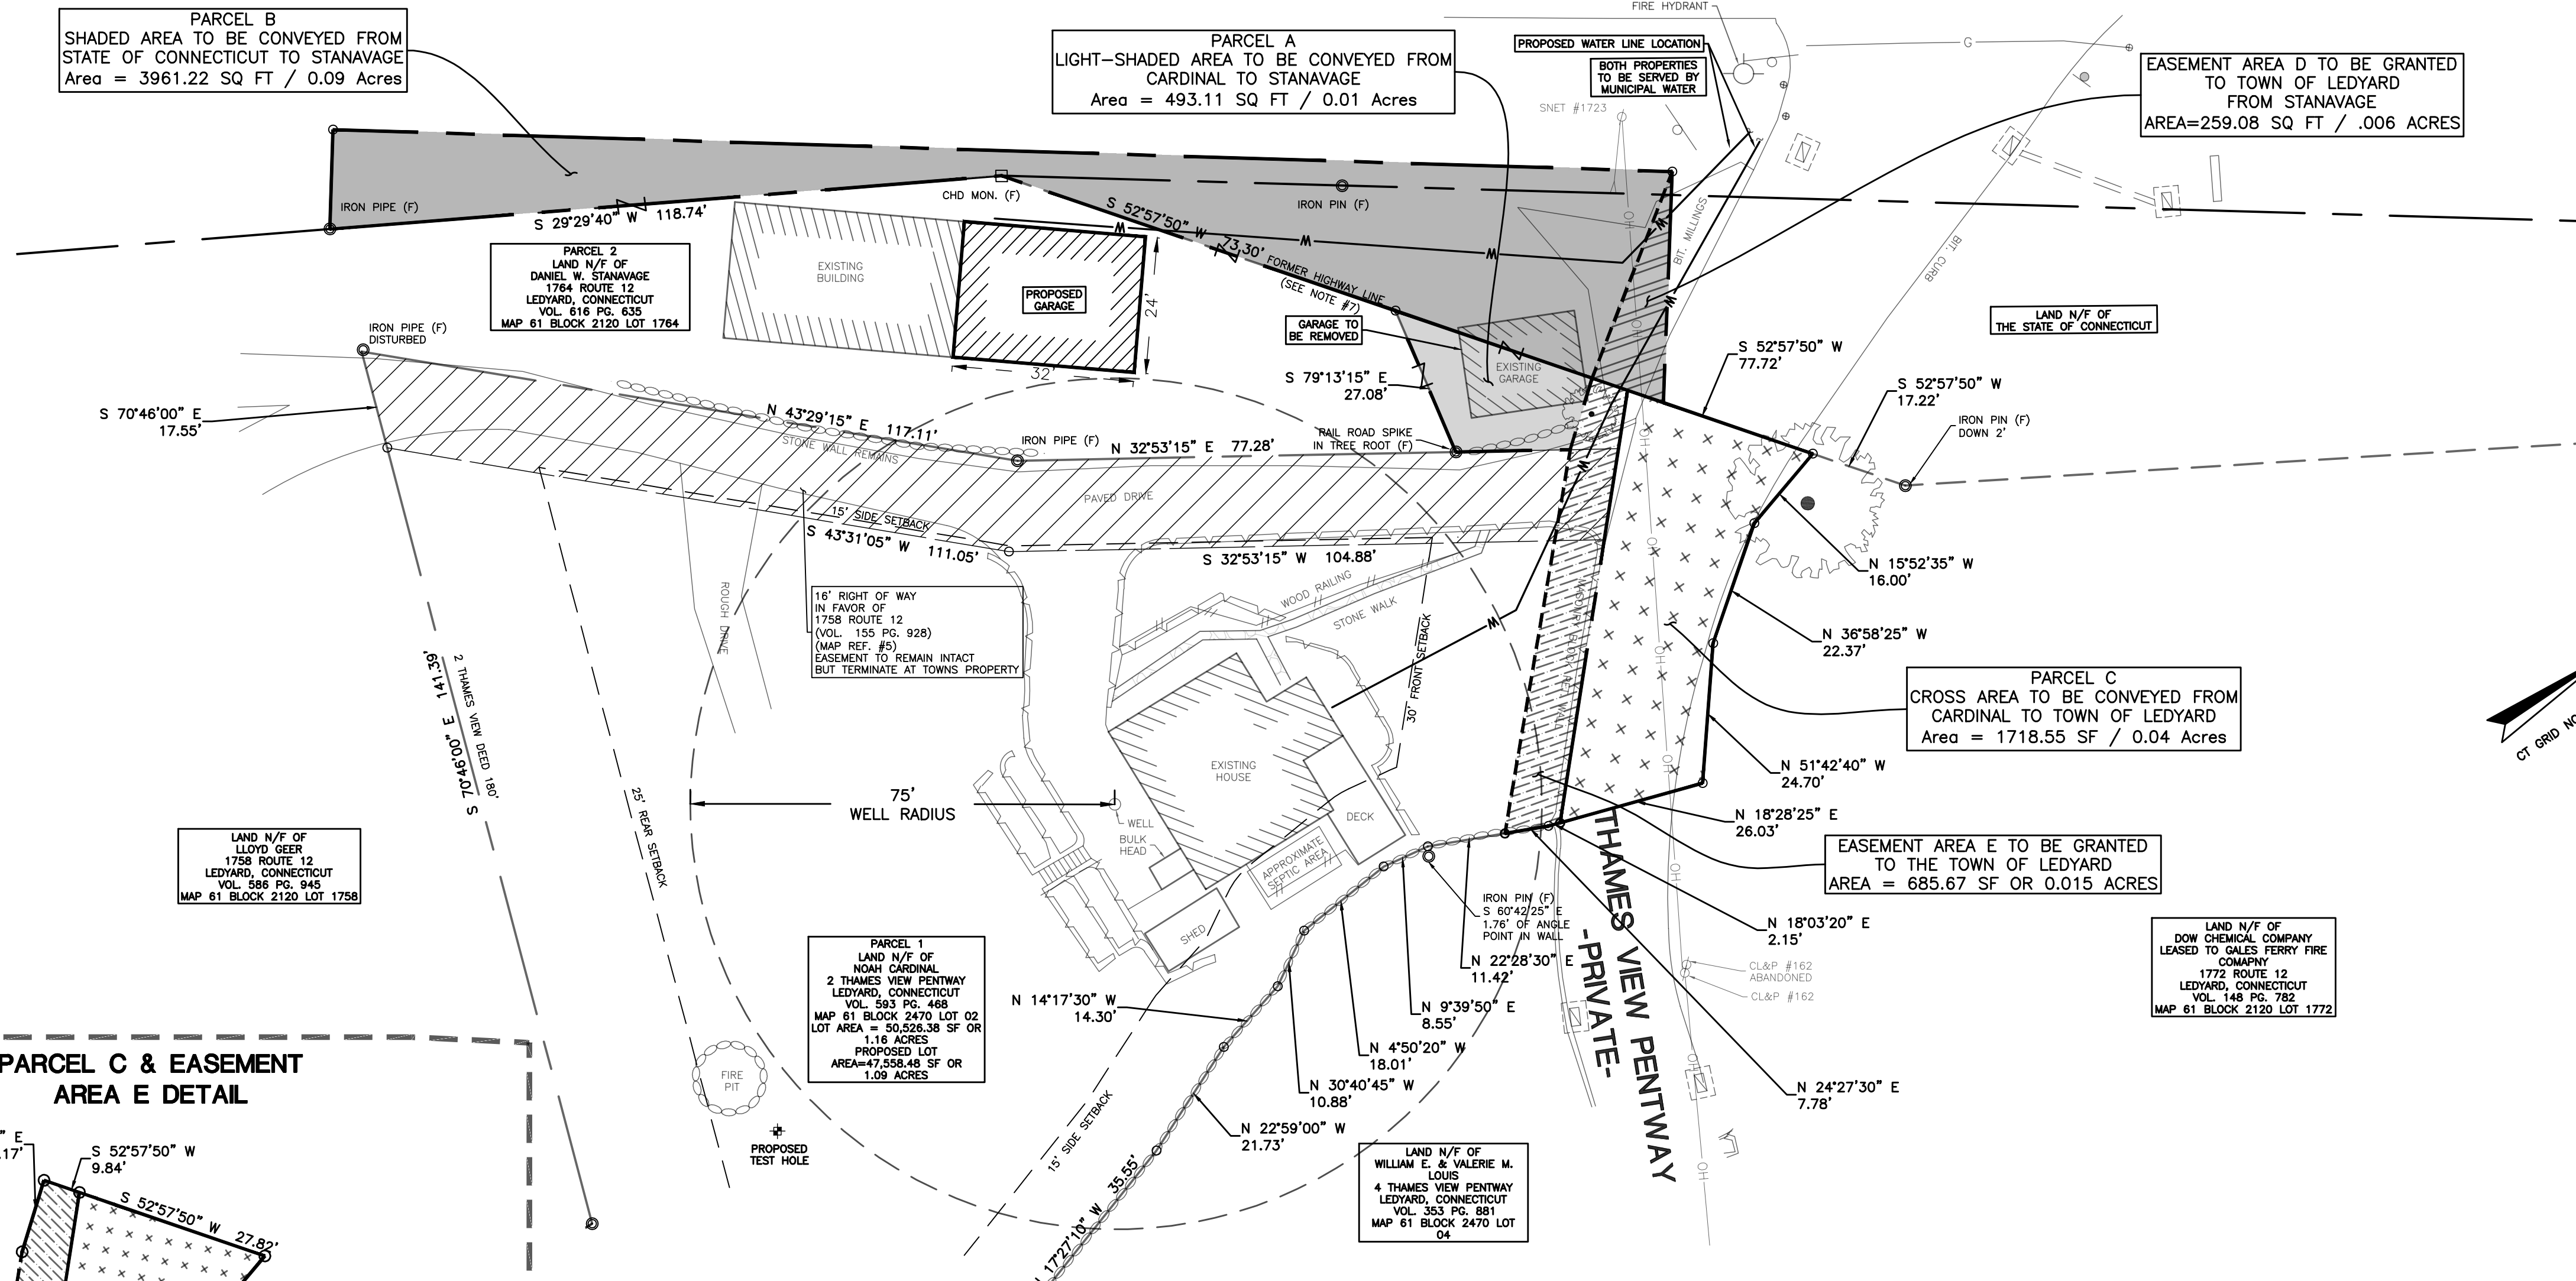 PARCEL B
SHADED AREA TO BE CONVEYED FROM
STATE OF CONNECTICUT TO STANAVAGE
Area = 3961.22 SQ FT / 0.09 Acres
PARCEL A
LIGHT-SHADED AREA TO BE CONVEYED FROM
CARDINAL TO STANAVAGE
Area = 493.11 SQ FT / 0.01 Acres
FIRE HYDRANT
PROPOSED WATER LINE LOCATION
BOTH PROPERTIES
TO BE SERVED BY
MUNICIPAL WATER
SNET #1723
G
EASEMENT AREA D TO BE GRANTED
TO TOWN OF LEDYARD
FROM STANAVAGE
AREA=259.08 SQ FT / .006 ACRES
IRON PIPE (F)
S 29°29'40" W 118.74'
CHD MON. (F)
IRON PIN (F)
S 52°57'50" W
73.30'
FORMER HIGHWAY LINE
(SEE NOTE #7)
W
W
W
W
W
OH
OH
BIT. MILLINGS
BIT. CURB
PARCEL 2
LAND N/F OF
DANIEL W. STANAVAGE
1764 ROUTE 12
LEDYARD, CONNECTICUT
VOL. 616 PG. 635
MAP 61 BLOCK 2120 LOT 1764
EXISTING
BUILDING
PROPOSED
GARAGE
24'
32'
GARAGE TO
BE REMOVED
EXISTING
GARAGE
LAND N/F OF
THE STATE OF CONNECTICUT
IRON PIPE (F)
DISTURBED
S 79°13'15" E
27.08'
S 52°57'50" W
77.72'
S 52°57'50" W
17.22'
IRON PIN (F)
DOWN 2'
S 70°46'00" E
17.55'
N 43°29'15" E 117.11'
STONE WALL REMAINS
IRON PIPE (F)
N 32°53'15" E 77.28'
RAIL ROAD SPIKE
IN TREE ROOT (F)
OH
W
PAVED DRIVE
15' SIDE SETBACK
S 43°31'05" W 111.05'
S 32°53'15" W 104.88'
OH
N 15°52'35" W
16.00'
16' RIGHT OF WAY
IN FAVOR OF
1758 ROUTE 12
(VOL. 155 PG. 928)
(MAP REF. #5)
EASEMENT TO REMAIN INTACT
BUT TERMINATE AT TOWNS PROPERTY
ROUGH DRIVE
WOOD RAILING
STONE WALK
30' FRONT SETBACK
W
MASONRY BLOCK RET. WALL
OH
N 36°58'25" W
22.37'
PARCEL C
CROSS AREA TO BE CONVEYED FROM
CARDINAL TO TOWN OF LEDYARD
Area = 1718.55 SF / 0.04 Acres
2 THAMES VIEW DEED 180'
S 70°46'00" E 141.39'
OH
N 51°42'40" W
24.70'
CT GRID NO
EXISTING
HOUSE
DECK
75'
WELL RADIUS
WELL
BULK
HEAD
25' REAR SETBACK
N 18°28'25" E
26.03'
APPROXIMATE
SEPTIC AREA
SHED
EASEMENT AREA E TO BE GRANTED
TO THE TOWN OF LEDYARD
AREA = 685.67 SF OR 0.015 ACRES
LAND N/F OF
LLOYD GEER
1758 ROUTE 12
LEDYARD, CONNECTICUT
VOL. 586 PG. 945
MAP 61 BLOCK 2120 LOT 1758
OH
IRON PIN (F)
S 60°42'25" E
1.76' OF ANGLE
POINT IN WALL
THAMES VIEW PENTWAY
-PRIVATE-
N 18°03'20" E
2.15'
LAND N/F OF
DOW CHEMICAL COMPANY
LEASED TO GALES FERRY FIRE
COMAPNY
1772 ROUTE 12
LEDYARD, CONNECTICUT
VOL. 148 PG. 782
MAP 61 BLOCK 2120 LOT 1772
PARCEL 1
LAND N/F OF
NOAH CARDINAL
2 THAMES VIEW PENTWAY
LEDYARD, CONNECTICUT
VOL. 593 PG. 468
MAP 61 BLOCK 2470 LOT 02
LOT AREA = 50,526.38 SF OR
1.16 ACRES
PROPOSED LOT
AREA=47,558.48 SF OR
1.09 ACRES
N 22°28'30" E
11.42'
CL&P #162
ABANDONED
CL&P #162
N 14°17'30" W
14.30'
N 9°39'50" E
8.55'
N 4°50'20" W
18.01'
OH
N 30°40'45" W
10.88'
N 24°27'30" E
7.78'
N 22°59'00" W
21.73'
FIRE
PIT
PROPOSED
TEST HOLE
15' SIDE SETBACK
17°27'10" W 35.55'
LAND N/F OF
WILLIAM E. & VALERIE M.
LOUIS
4 THAMES VIEW PENTWAY
LEDYARD, CONNECTICUT
VOL. 353 PG. 881
MAP 61 BLOCK 2470 LOT
04
OH
PARCEL C & EASEMENT
AREA E DETAIL
" E
.17'
S 52°57'50" W
9.84'
S 52°57'50" W 27.82'